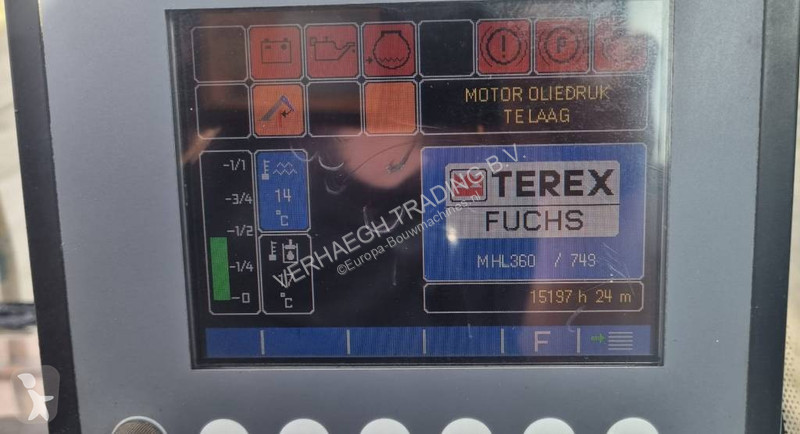 MOTOR OLIEDRUK
TE LAAG
-1/1
-3/4
-1/2
-1/4
-0
14
°C
°C
TEREX
FUCHS
MHL360 / 749
15197 h 24 m
F
P
VERHAEGH TRADING B.V.
©Europa-Bouwmachines.nl